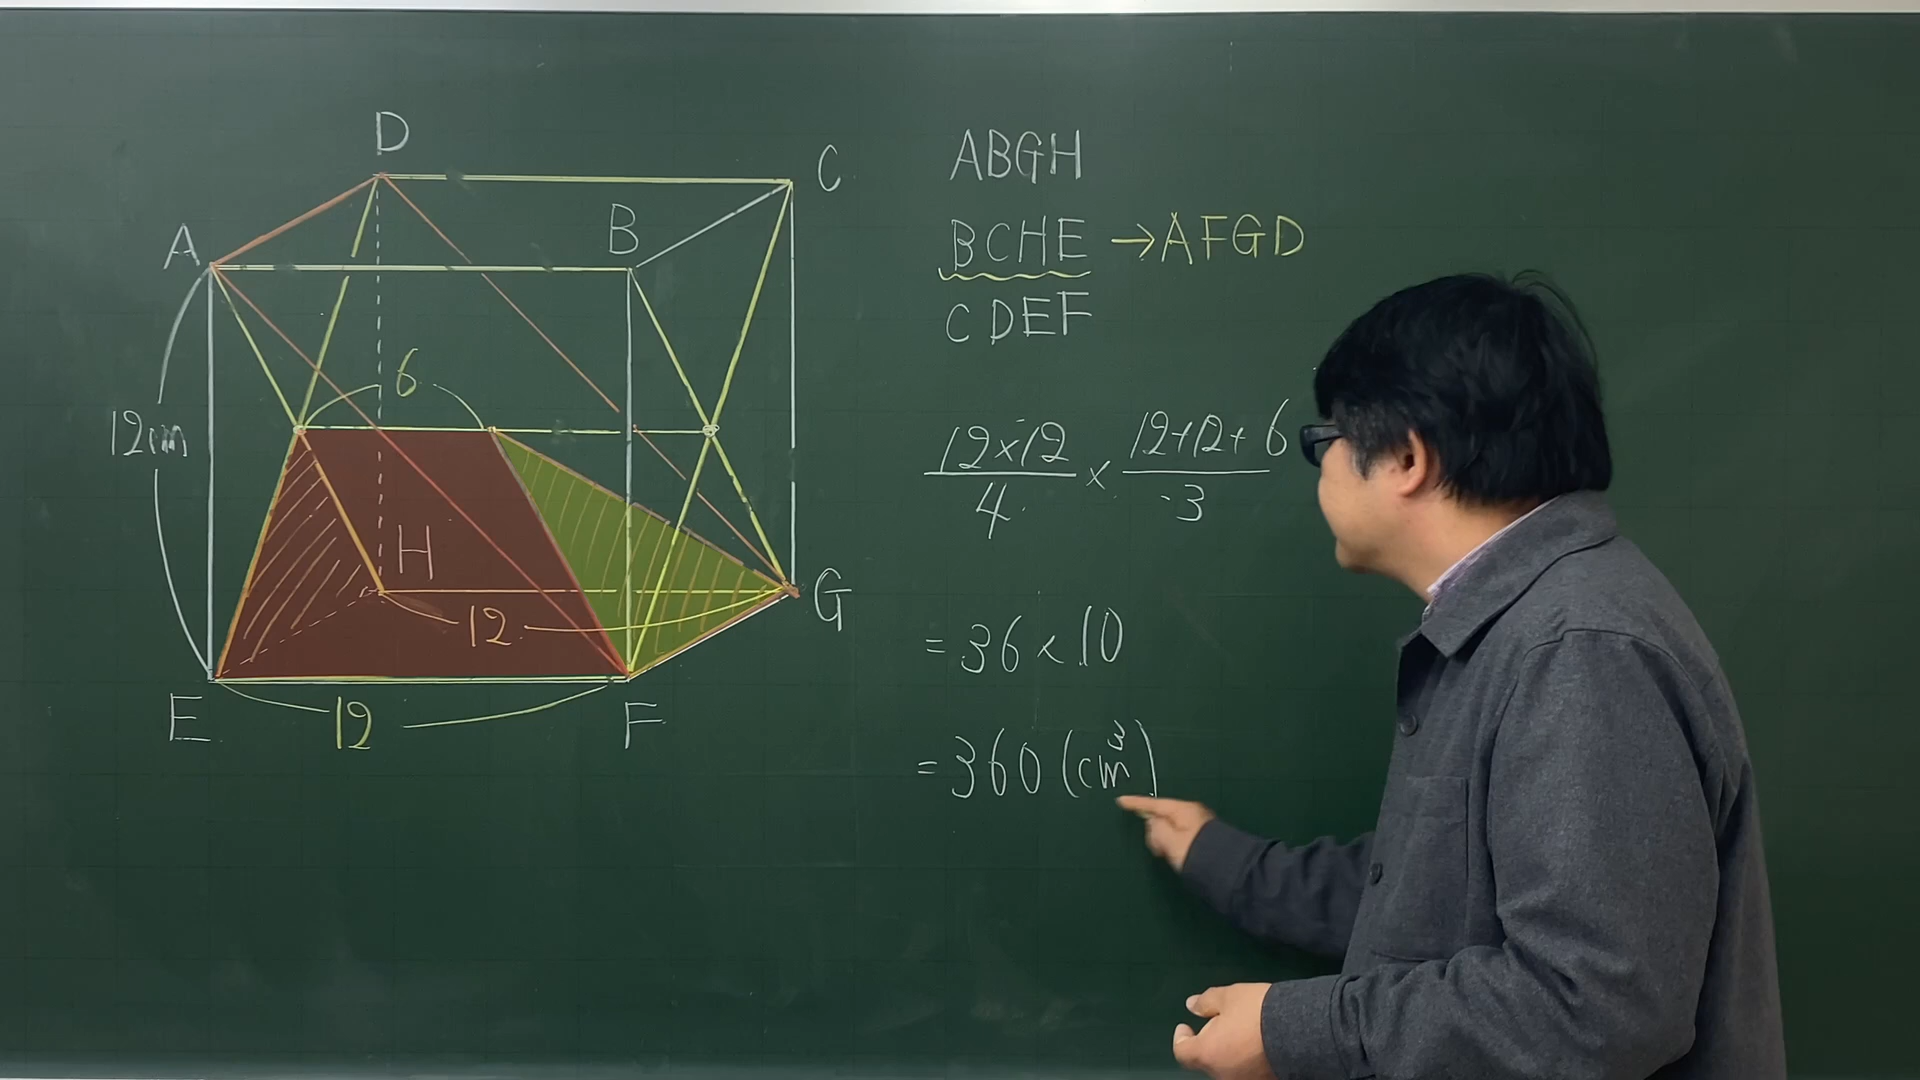 D
C
A
B
6
12cm
H
12
G
E
12
F
ABGH
BCHE → AFGD
CDEF
12×12/4 × 12+12+6/3
= 36 × 10
= 360 (cm³)